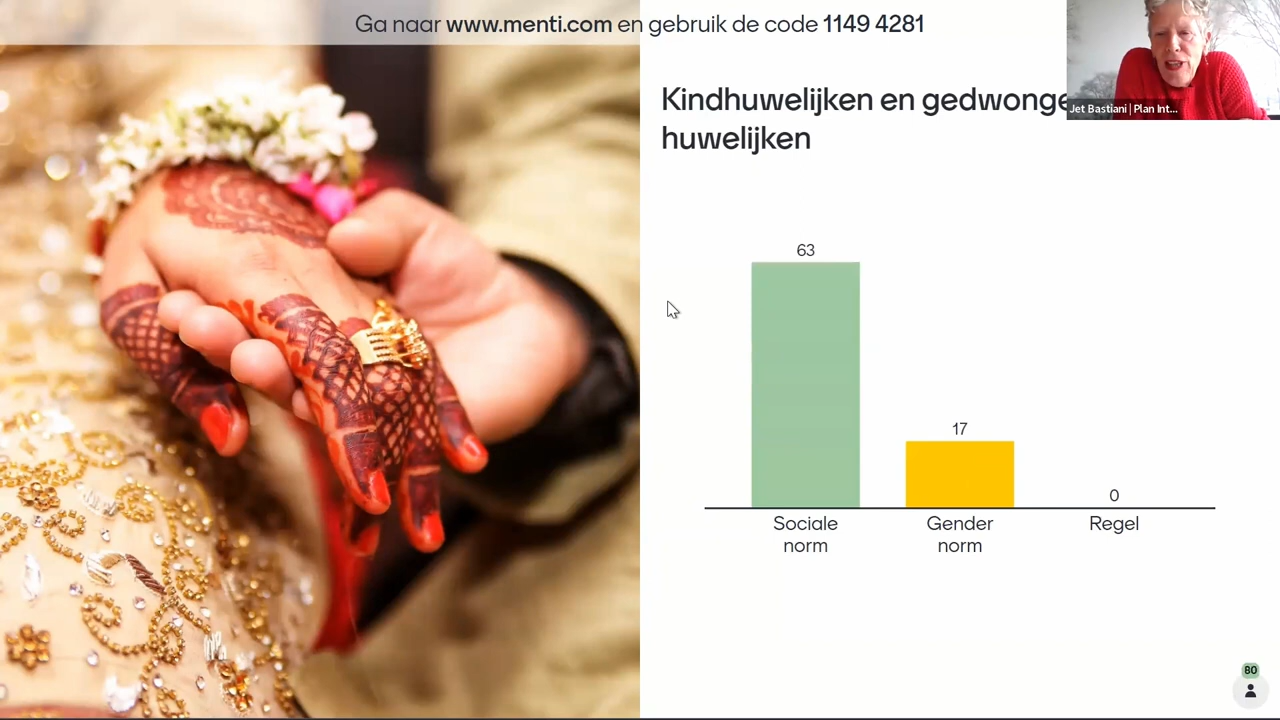 Ga naar www.menti.com en gebruik de code 1149 4281
Jet Bastiani | Plan Int...
Kindhuwelijken en gedwonge
huwelijken
63
17
0
Sociale
norm
Gender
norm
Regel
80